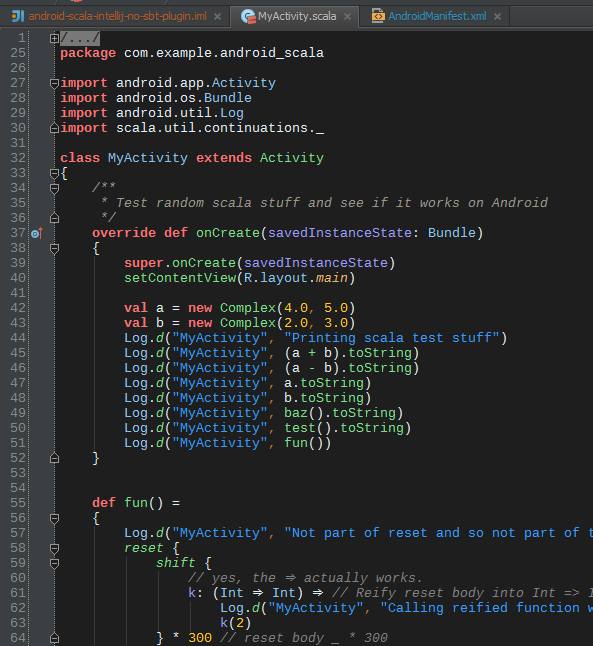 android-scala-intellij-no-sbt-plugin.iml × MyActivity.scala × AndroidManifest.xml ×
1 /.../
25 package com.example.android_scala
26
27 import android.app.Activity
28 import android.os.Bundle
29 import android.util.Log
30 import scala.util.continuations._
31
32 class MyActivity extends Activity
33 {
34 /**
35 * Test random scala stuff and see if it works on Android
36 */
37 override def onCreate(savedInstanceState: Bundle)
38 {
39 super.onCreate(savedInstanceState)
40 setContentView(R.layout.main)
41
42 val a = new Complex(4.0, 5.0)
43 val b = new Complex(2.0, 3.0)
44 Log.d("MyActivity", "Printing scala test stuff")
45 Log.d("MyActivity", (a + b).toString)
46 Log.d("MyActivity", (a - b).toString)
47 Log.d("MyActivity", a.toString)
48 Log.d("MyActivity", b.toString)
49 Log.d("MyActivity", baz().toString)
50 Log.d("MyActivity", test().toString)
51 Log.d("MyActivity", fun())
52 }
53
54
55 def fun() =
56 {
57 Log.d("MyActivity", "Not part of reset and so not part of
58 reset {
59 shift {
60 // yes, the ⇒ actually works.
61 k: (Int ⇒ Int) ⇒ // Reify reset body into Int =>
62 Log.d("MyActivity", "Calling reified function
63 k(2)
64 } * 300 // reset body _ * 300